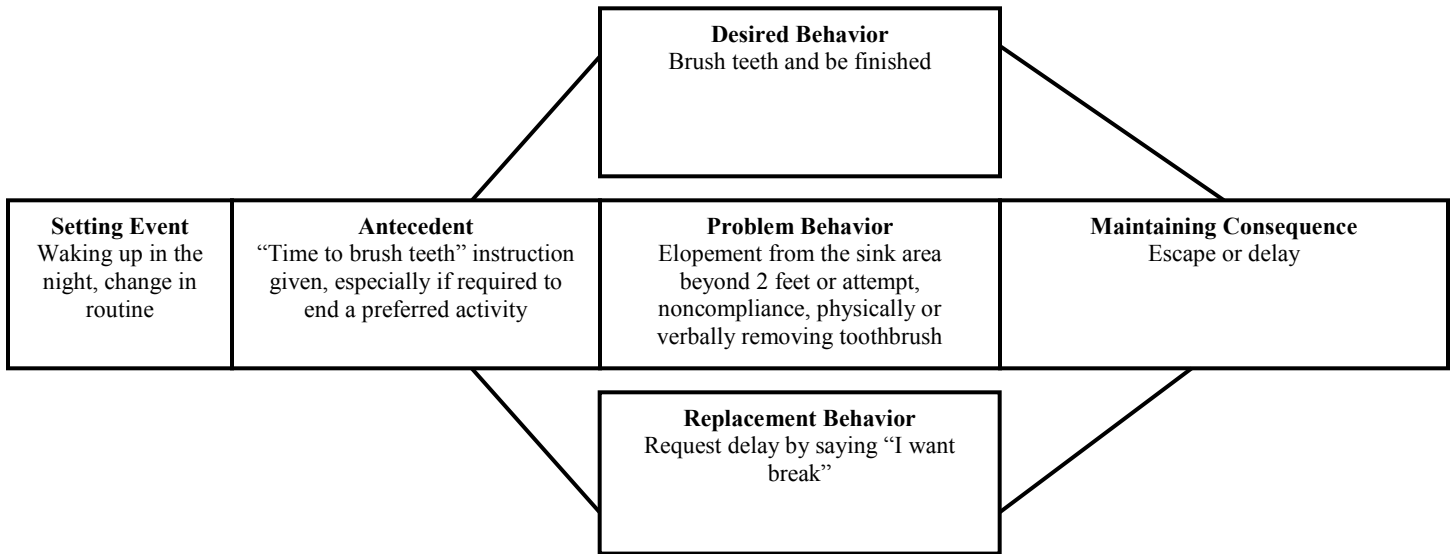 Desired Behavior
Brush teeth and be finished
Setting Event
Waking up in the
night, change in
routine
Antecedent
“Time to brush teeth” instruction
given, especially if required to
end a preferred activity
Problem Behavior
Elopement from the sink area
beyond 2 feet or attempt,
noncompliance, physically or
verbally removing toothbrush
Maintaining Consequence
Escape or delay
Replacement Behavior
Request delay by saying “I want
break”